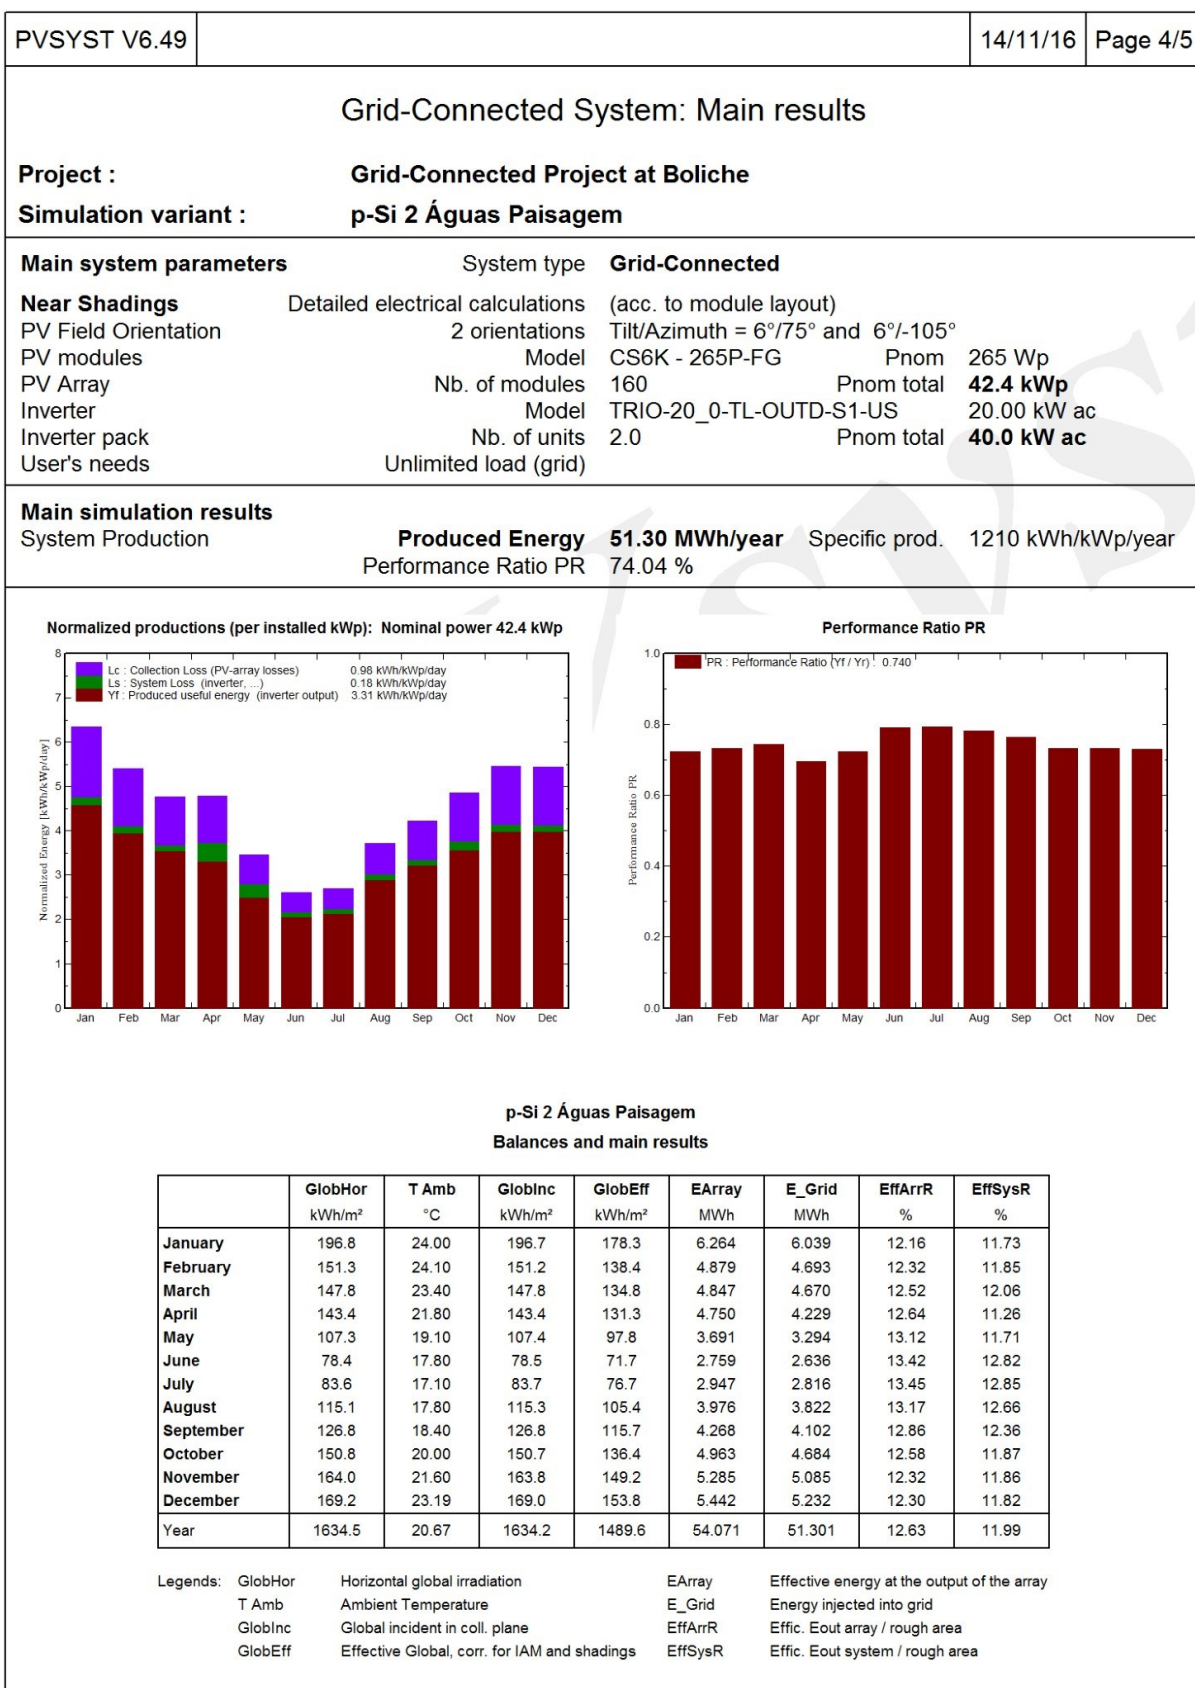 PVSYST V6.49 14/11/16 Page 4/5
Grid-Connected System: Main results
Project : Grid-Connected Project at Boliche
Simulation variant : p-Si 2 Águas Paisagem
Main system parameters System type Grid-Connected
Near Shadings Detailed electrical calculations (acc. to module layout)
PV Field Orientation 2 orientations Tilt/Azimuth = 6°/75° and 6°/-105°
PV modules Model CS6K - 265P-FG Pnom 265 Wp
PV Array Nb. of modules 160 Pnom total 42.4 kWp
Inverter Model TRIO-20_0-TL-OUTD-S1-US 20.00 kW ac
Inverter pack Nb. of units 2.0 Pnom total 40.0 kW ac
User's needs Unlimited load (grid)
Main simulation results
System Production Produced Energy 51.30 MWh/year Specific prod. 1210 kWh/kWp/year
Performance Ratio PR 74.04 %
Normalized productions (per installed kWp): Nominal power 42.4 kWp
Lc : Collection Loss (PV-array losses) 0.98 kWh/kWp/day
Ls : System Loss (inverter, ...) 0.18 kWh/kWp/day
Yf : Produced useful energy (inverter output) 3.31 kWh/kWp/day
Normalized Energy [kWh/kWp/day]
8
7
6
5
4
3
2
1
0
Jan Feb Mar Apr May Jun Jul Aug Sep Oct Nov Dec
Performance Ratio PR
PR : Performance Ratio (Yf / Yr) : 0.740
Performance Ratio PR
1.0
0.8
0.6
0.4
0.2
0.0
Jan Feb Mar Apr May Jun Jul Aug Sep Oct Nov Dec
p-Si 2 Águas Paisagem
Balances and main results
GlobHor T Amb GlobInc GlobEff EArray E_Grid EffArrR EffSysR
kWh/m² °C kWh/m² kWh/m² MWh MWh % %
January 196.8 24.00 196.7 178.3 6.264 6.039 12.16 11.73
February 151.3 24.10 151.2 138.4 4.879 4.693 12.32 11.85
March 147.8 23.40 147.8 134.8 4.847 4.670 12.52 12.06
April 143.4 21.80 143.4 131.3 4.750 4.229 12.64 11.26
May 107.3 19.10 107.4 97.8 3.691 3.294 13.12 11.71
June 78.4 17.80 78.5 71.7 2.759 2.636 13.42 12.82
July 83.6 17.10 83.7 76.7 2.947 2.816 13.45 12.85
August 115.1 17.80 115.3 105.4 3.976 3.822 13.17 12.66
September 126.8 18.40 126.8 115.7 4.268 4.102 12.86 12.36
October 150.8 20.00 150.7 136.4 4.963 4.684 12.58 11.87
November 164.0 21.60 163.8 149.2 5.285 5.085 12.32 11.86
December 169.2 23.19 169.0 153.8 5.442 5.232 12.30 11.82
Year 1634.5 20.67 1634.2 1489.6 54.071 51.301 12.63 11.99
Legends: GlobHor Horizontal global irradiation EArray Effective energy at the output of the array
T Amb Ambient Temperature E_Grid Energy injected into grid
GlobInc Global incident in coll. plane EffArrR Effic. Eout array / rough area
GlobEff Effective Global, corr. for IAM and shadings EffSysR Effic. Eout system / rough area